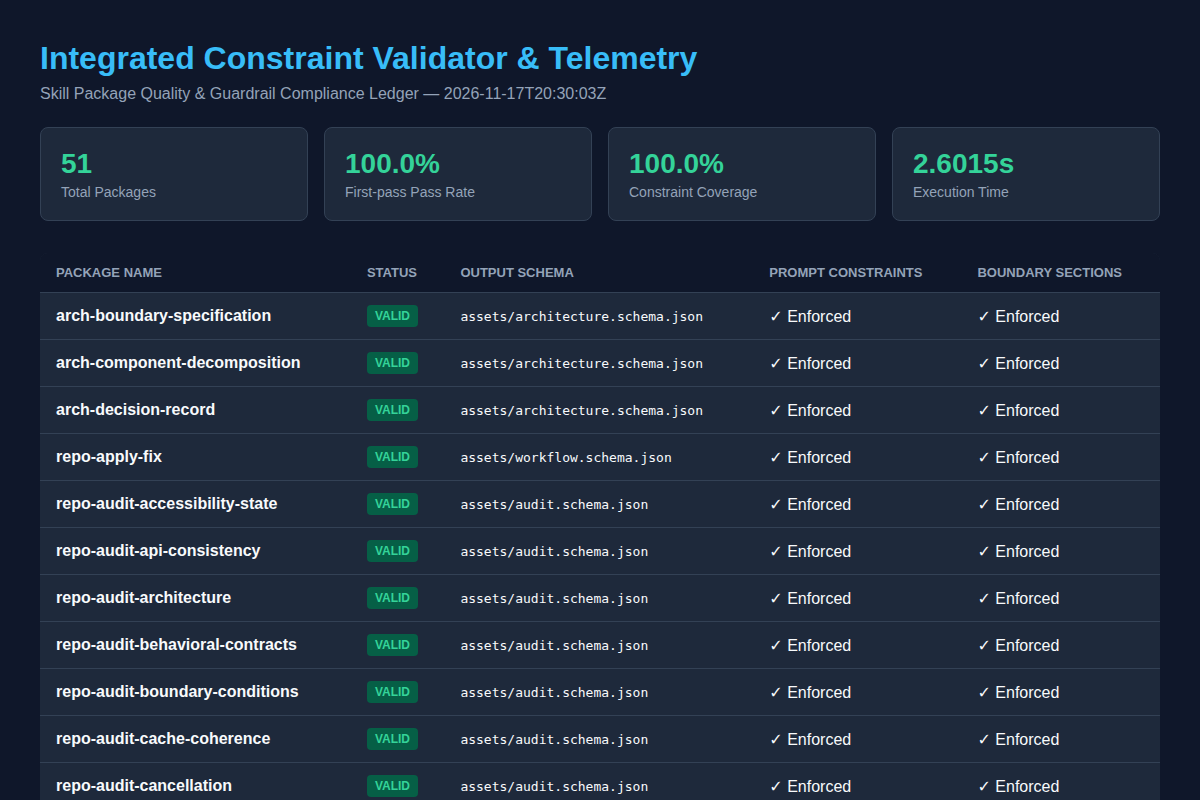 Integrated Constraint Validator & Telemetry
Skill Package Quality & Guardrail Compliance Ledger — 2026-11-17T20:30:03Z
51
Total Packages
100.0%
First-pass Pass Rate
100.0%
Constraint Coverage
2.6015s
Execution Time
PACKAGE NAME STATUS OUTPUT SCHEMA PROMPT CONSTRAINTS BOUNDARY SECTIONS
arch-boundary-specification VALID assets/architecture.schema.json ✓ Enforced ✓ Enforced
arch-component-decomposition VALID assets/architecture.schema.json ✓ Enforced ✓ Enforced
arch-decision-record VALID assets/architecture.schema.json ✓ Enforced ✓ Enforced
repo-apply-fix VALID assets/workflow.schema.json ✓ Enforced ✓ Enforced
repo-audit-accessibility-state VALID assets/audit.schema.json ✓ Enforced ✓ Enforced
repo-audit-api-consistency VALID assets/audit.schema.json ✓ Enforced ✓ Enforced
repo-audit-architecture VALID assets/audit.schema.json ✓ Enforced ✓ Enforced
repo-audit-behavioral-contracts VALID assets/audit.schema.json ✓ Enforced ✓ Enforced
repo-audit-boundary-conditions VALID assets/audit.schema.json ✓ Enforced ✓ Enforced
repo-audit-cache-coherence VALID assets/audit.schema.json ✓ Enforced ✓ Enforced
repo-audit-cancellation VALID assets/audit.schema.json ✓ Enforced ✓ Enforced